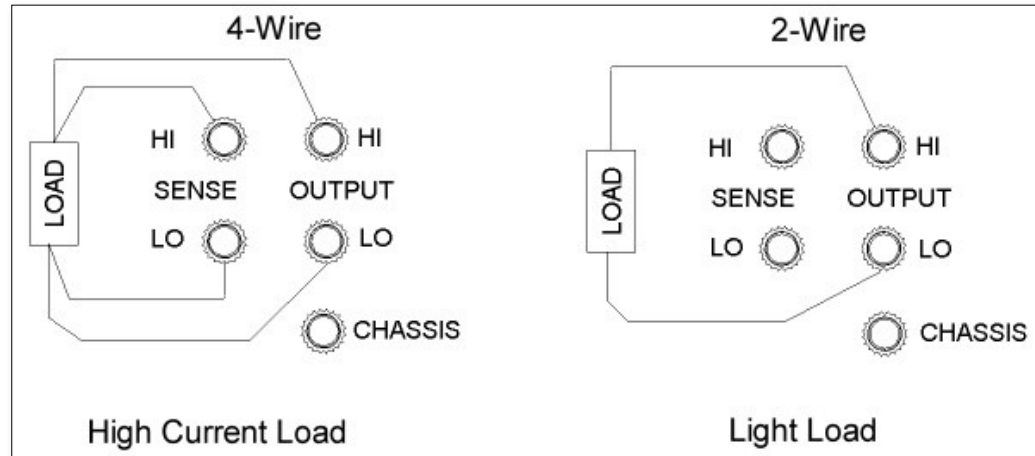 4-Wire
HI
HI
LOAD
SENSE
OUTPUT
LO
LO
CHASSIS
High Current Load
2-Wire
HI
HI
LOAD
SENSE
OUTPUT
LO
LO
CHASSIS
Light Load